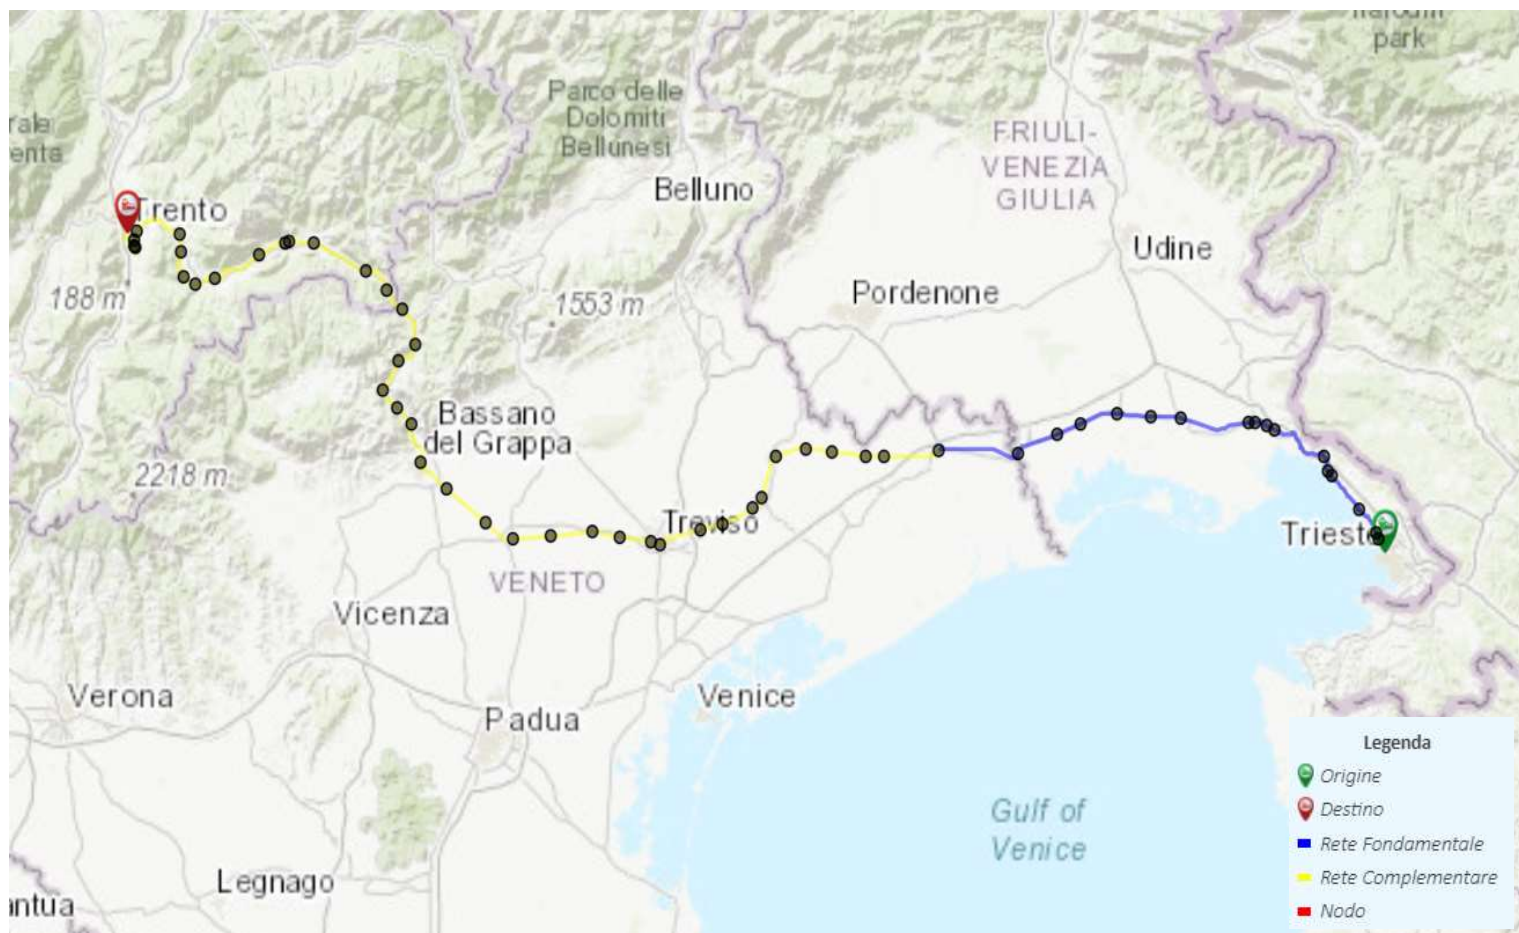 park
Parco delle
Dolomiti
Bellunesi
FRIULI-
VENEZIA
GIULIA
Belluno
Trento
Udine
188 m
1553 m
Pordenone
Bassano
del Grappa
2218 m
Treviso
Trieste
VENETO
Vicenza
Verona
Venice
Padua
Gulf of
Venice
Legnago
antua
Legenda
Origine
Destino
Rete Fondamentale
Rete Complementare
Nodo